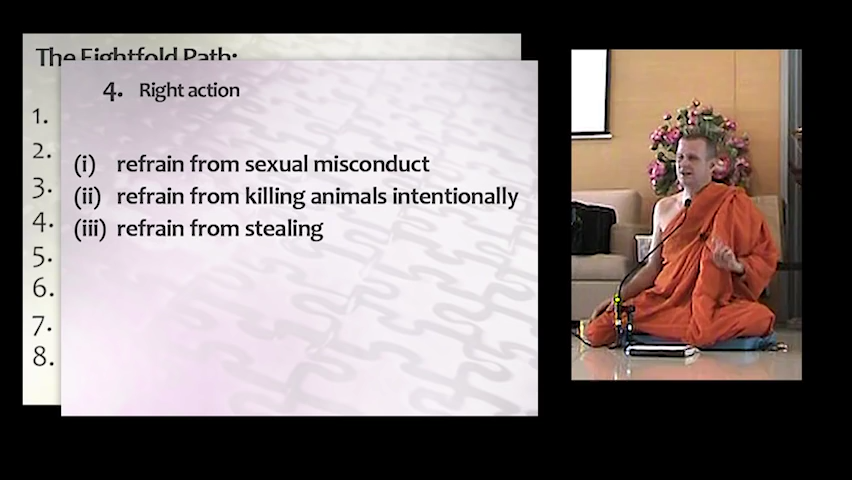 The Eightfold Path:
1.
2.
3.
4.
5.
6.
7.
8.
4. Right action
(i) refrain from sexual misconduct
(ii) refrain from killing animals intentionally
(iii) refrain from stealing